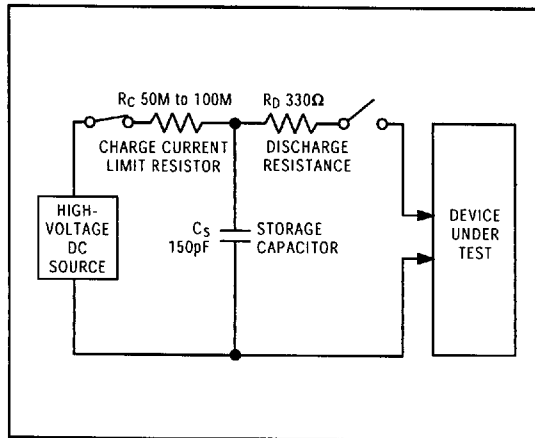 RC 50M to 100M
CHARGE CURRENT
LIMIT RESISTOR
RD 330Ω
DISCHARGE
RESISTANCE
HIGH-
VOLTAGE
DC
SOURCE
CS
150pF
STORAGE
CAPACITOR
DEVICE
UNDER
TEST